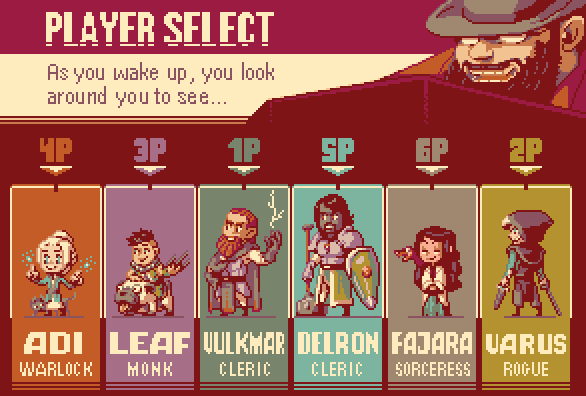 PLAYER SELECT
As you wake up, you look
around you to see...
4P 3P 1P 5P 6P 2P
ADI LEAF VULKMAR DELRON FAJARA VARUS
WARLOCK MONK CLERIC CLERIC SORCERESS ROGUE